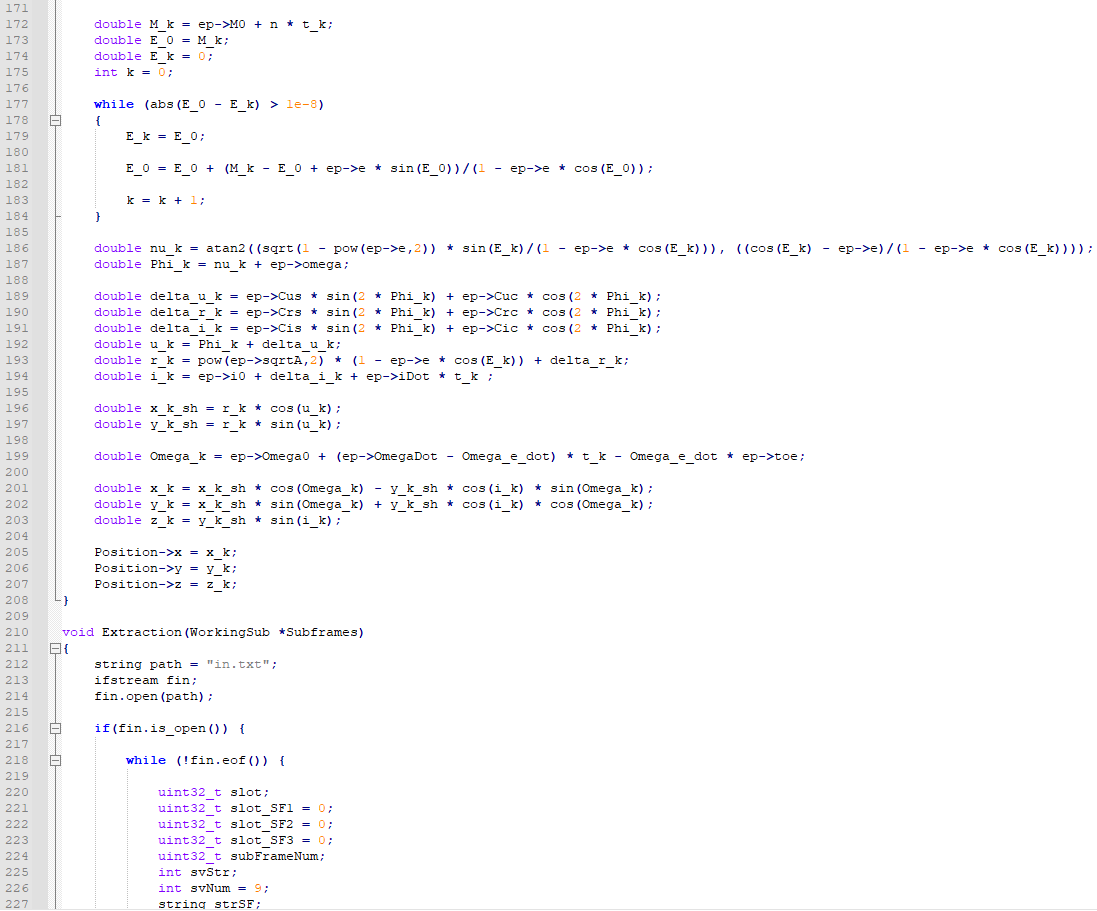 171
172 double M_k = ep->M0 + n * t_k;
173 double E_0 = M_k;
174 double E_k = 0;
175 int k = 0;
176
177 while (abs(E_0 - E_k) > 1e-8)
178 {
179 E_k = E_0;
180
181 E_0 = E_0 + (M_k - E_0 + ep->e * sin(E_0))/(1 - ep->e * cos(E_0));
182
183 k = k + 1;
184 }
185
186 double nu_k = atan2((sqrt(1 - pow(ep->e,2)) * sin(E_k)/(1 - ep->e * cos(E_k))), ((cos(E_k) - ep->e)/(1 - ep->e * cos(E_k))));
187 double Phi_k = nu_k + ep->omega;
188
189 double delta_u_k = ep->Cus * sin(2 * Phi_k) + ep->Cuc * cos(2 * Phi_k);
190 double delta_r_k = ep->Crs * sin(2 * Phi_k) + ep->Crc * cos(2 * Phi_k);
191 double delta_i_k = ep->Cis * sin(2 * Phi_k) + ep->Cic * cos(2 * Phi_k);
192 double u_k = Phi_k + delta_u_k;
193 double r_k = pow(ep->sqrtA,2) * (1 - ep->e * cos(E_k)) + delta_r_k;
194 double i_k = ep->i0 + delta_i_k + ep->iDot * t_k ;
195
196 double x_k_sh = r_k * cos(u_k);
197 double y_k_sh = r_k * sin(u_k);
198
199 double Omega_k = ep->Omega0 + (ep->OmegaDot - Omega_e_dot) * t_k - Omega_e_dot * ep->toe;
200
201 double x_k = x_k_sh * cos(Omega_k) - y_k_sh * cos(i_k) * sin(Omega_k);
202 double y_k = x_k_sh * sin(Omega_k) + y_k_sh * cos(i_k) * cos(Omega_k);
203 double z_k = y_k_sh * sin(i_k);
204
205 Position->x = x_k;
206 Position->y = y_k;
207 Position->z = z_k;
208 }
209
210 void Extraction(WorkingSub *Subframes)
211 {
212 string path = "in.txt";
213 ifstream fin;
214 fin.open(path);
215
216 if(fin.is_open()) {
217
218 while (!fin.eof()) {
219
220 uint32_t slot;
221 uint32_t slot_SF1 = 0;
222 uint32_t slot_SF2 = 0;
223 uint32_t slot_SF3 = 0;
224 uint32_t subFrameNum;
225 int svStr;
226 int svNum = 9;
227 string strSF;